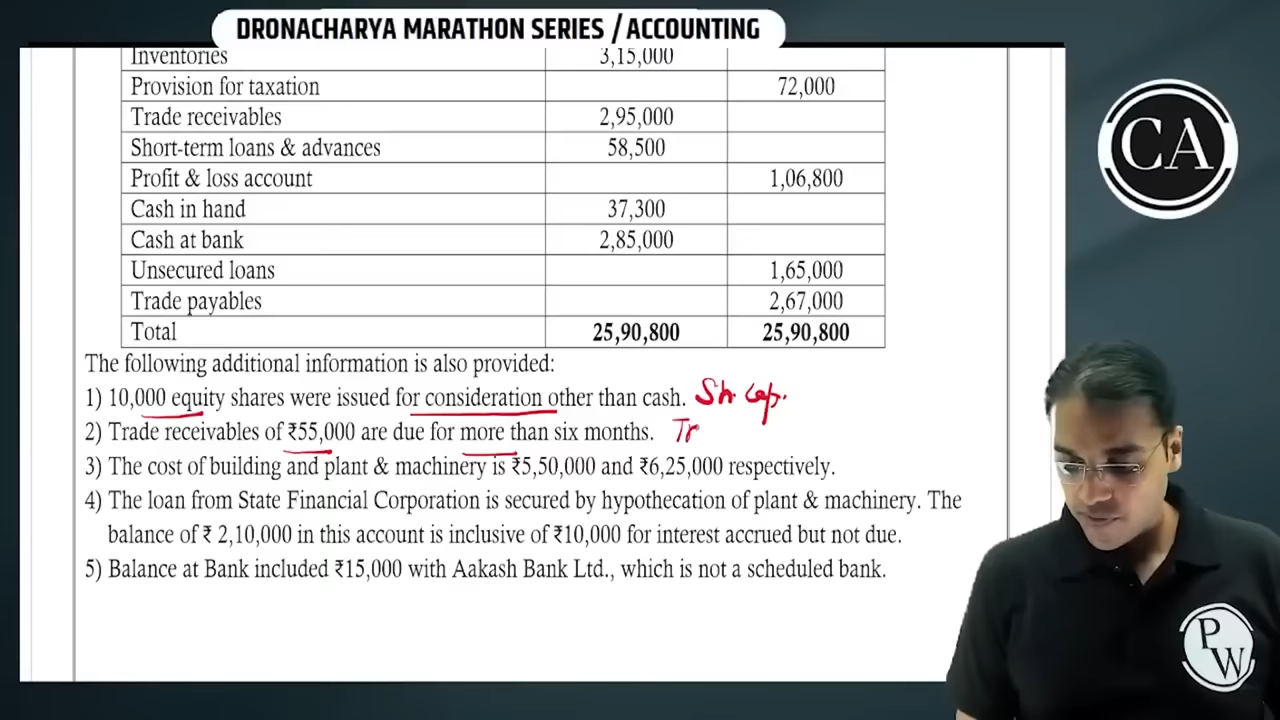 DRONACHARYA MARATHON SERIES / ACCOUNTING
Inventories 3,15,000
Provision for taxation 72,000
Trade receivables 2,95,000
Short-term loans & advances 58,500
Profit & loss account 1,06,800
Cash in hand 37,300
Cash at bank 2,85,000
Unsecured loans 1,65,000
Trade payables 2,67,000
Total 25,90,800 25,90,800
The following additional information is also provided:
1) 10,000 equity shares were issued for consideration other than cash. Sh. Cap.
2) Trade receivables of ₹55,000 are due for more than six months. Tr
3) The cost of building and plant & machinery is ₹5,50,000 and ₹6,25,000 respectively.
4) The loan from State Financial Corporation is secured by hypothecation of plant & machinery. The
balance of ₹ 2,10,000 in this account is inclusive of ₹10,000 for interest accrued but not due.
5) Balance at Bank included ₹15,000 with Aakash Bank Ltd., which is not a scheduled bank.
CA
P
W